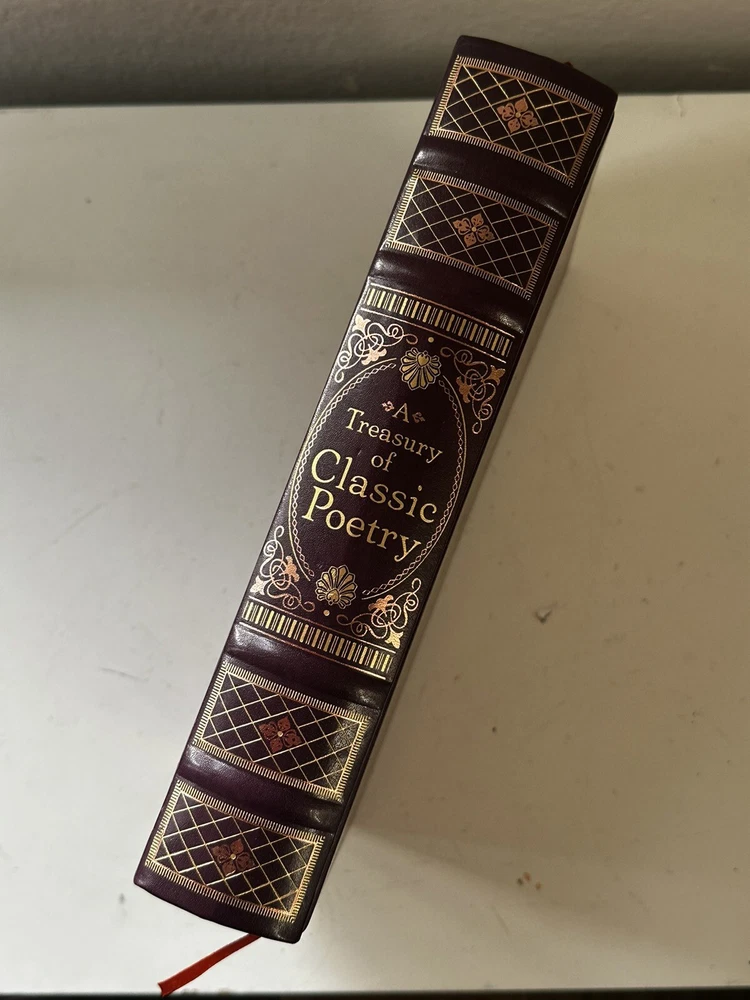 A
Treasury
of
Classic
Poetry